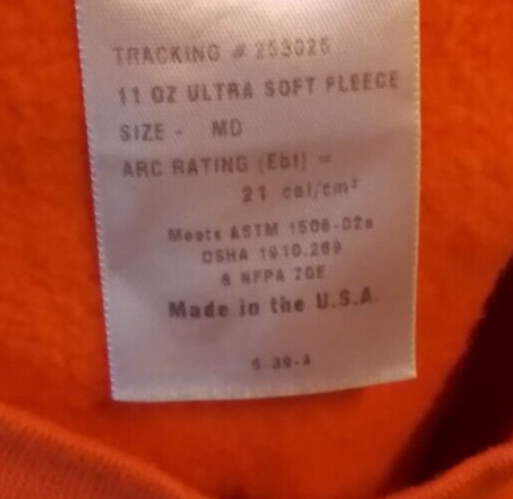 TRACKING # 253025
11 OZ ULTRA SOFT FLEECE
SIZE - MD
ARC RATING (Ebt) =
21 cal/cm²
Meets ASTM 1506-02a
OSHA 1910.269
& NFPA 70E
Made in the U.S.A.